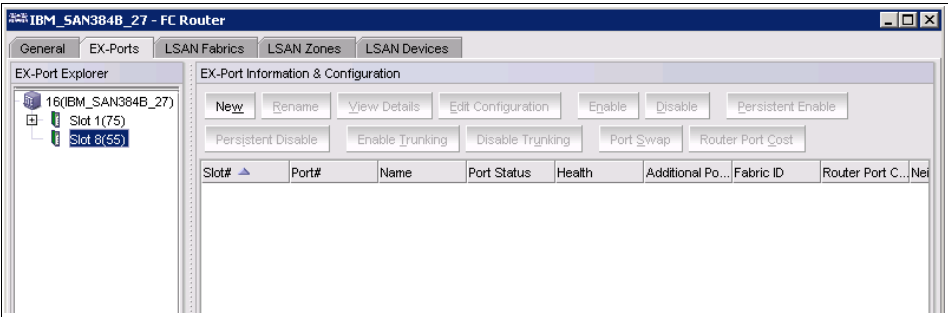 IBM_SAN384B_27 - FC Router
General EX-Ports LSAN Fabrics LSAN Zones LSAN Devices
EX-Port Explorer
16(IBM_SAN384B_27)
Slot 1(75)
Slot 8(55)
EX-Port Information & Configuration
New Rename View Details Edit Configuration Enable Disable Persistent Enable
Persistent Disable Enable Trunking Disable Trunking Port Swap Router Port Cost
Slot# Port# Name Port Status Health Additional Po... Fabric ID Router Port C... Nei